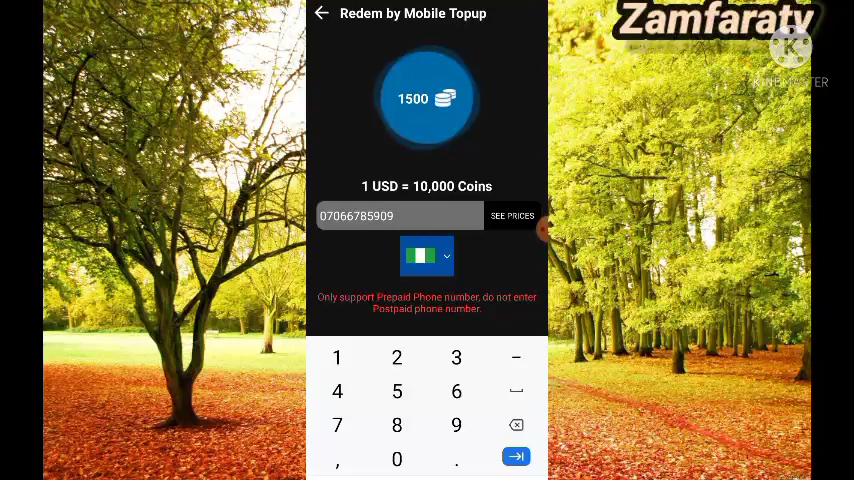 Redem by Mobile Topup
Zamfaraty
K
KINEMASTER
1500
1 USD = 10,000 Coins
07066785909 SEE PRICES
Only support Prepaid Phone number, do not enter
Postpaid phone number.
1 2 3 –
4 5 6
7 8 9
, 0 .